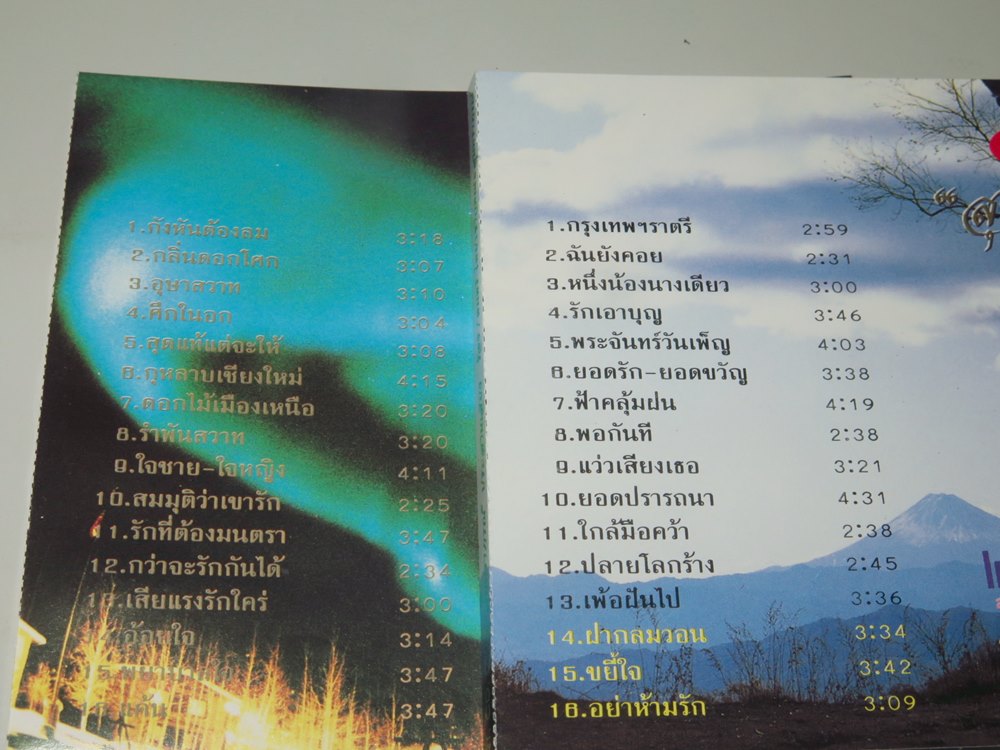 1.กังหันต้องลม 3:18
2.กลิ่นดอกโศก 3:07
3.อุษาสวาท 3:10
4.ศึกในอก 3:04
5.สุดแท้แต่จะให้ 3:08
6.กุหลาบเชียงใหม่ 4:15
7.ดอกไม้เมืองเหนือ 3:20
8.รำพันสวาท 3:20
9.ใจชาย-ใจหญิง 4:11
10.สมมุติว่าเขารัก 2:25
11.รักที่ต้องมนตรา 3:47
12.กว่าจะรักกันได้ 2:34
13.เสียแรงรักใคร่ 3:00
3:14
3:47
3:47
1.กรุงเทพฯราตรี 2:59
2.ฉันยังคอย 2:31
3.หนึ่งน้องนางเดียว 3:00
4.รักเอาบุญ 3:46
5.พระจันทร์วันเพ็ญ 4:03
6.ยอดรัก-ยอดขวัญ 3:38
7.ฟ้าคลุ้มฝน 4:19
8.พอกันที 2:38
9.แว่วเสียงเธอ 3:21
10.ยอดปรารถนา 4:31
11.ใกล้มือคว้า 2:38
12.ปลายโลกร้าง 2:45
13.เพ้อฝันไป 3:36
14.ฝากลมวอน 3:34
15.ขยี้ใจ 3:42
16.อย่าห้ามรัก 3:09